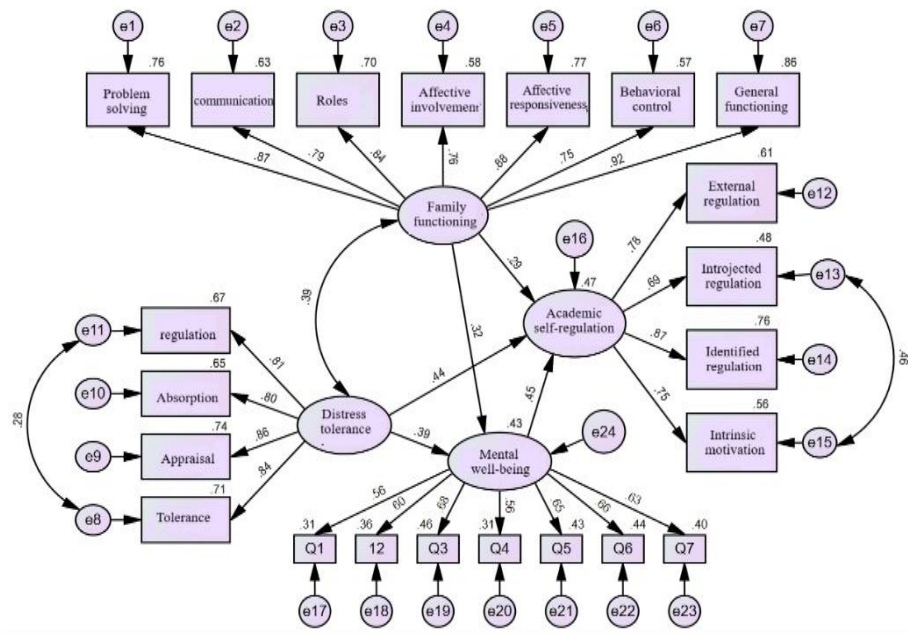 e1
e2
e3
e4
e5
e6
e7
.76
.63
.70
.58
.77
.57
.86
Problem
solving
communication
Roles
Affective
involvement
Affective
responsiveness
Behavioral
control
General
functioning
.87
.79
.84
.76
.88
.75
.92
Family
functioning
.61
External
regulation
e12
e16
.29
.47
.78
.48
Introjected
regulation
e13
.69
Academic
self-regulation
.39
.32
.67
regulation
e11
.81
.87
.76
Identified
regulation
e14
.46
.65
Absorption
e10
.80
.44
.45
.75
.56
Intrinsic
motivation
e15
.28
.74
Appraisal
e9
.86
Distress
tolerance
.39
.43
e24
Mental
well-being
.71
Tolerance
e8
.84
.56
.60
.68
.56
.65
.66
.63
.31
.36
.46
.31
.43
.44
.40
Q1
12
Q3
Q4
Q5
Q6
Q7
e17
e18
e19
e20
e21
e22
e23